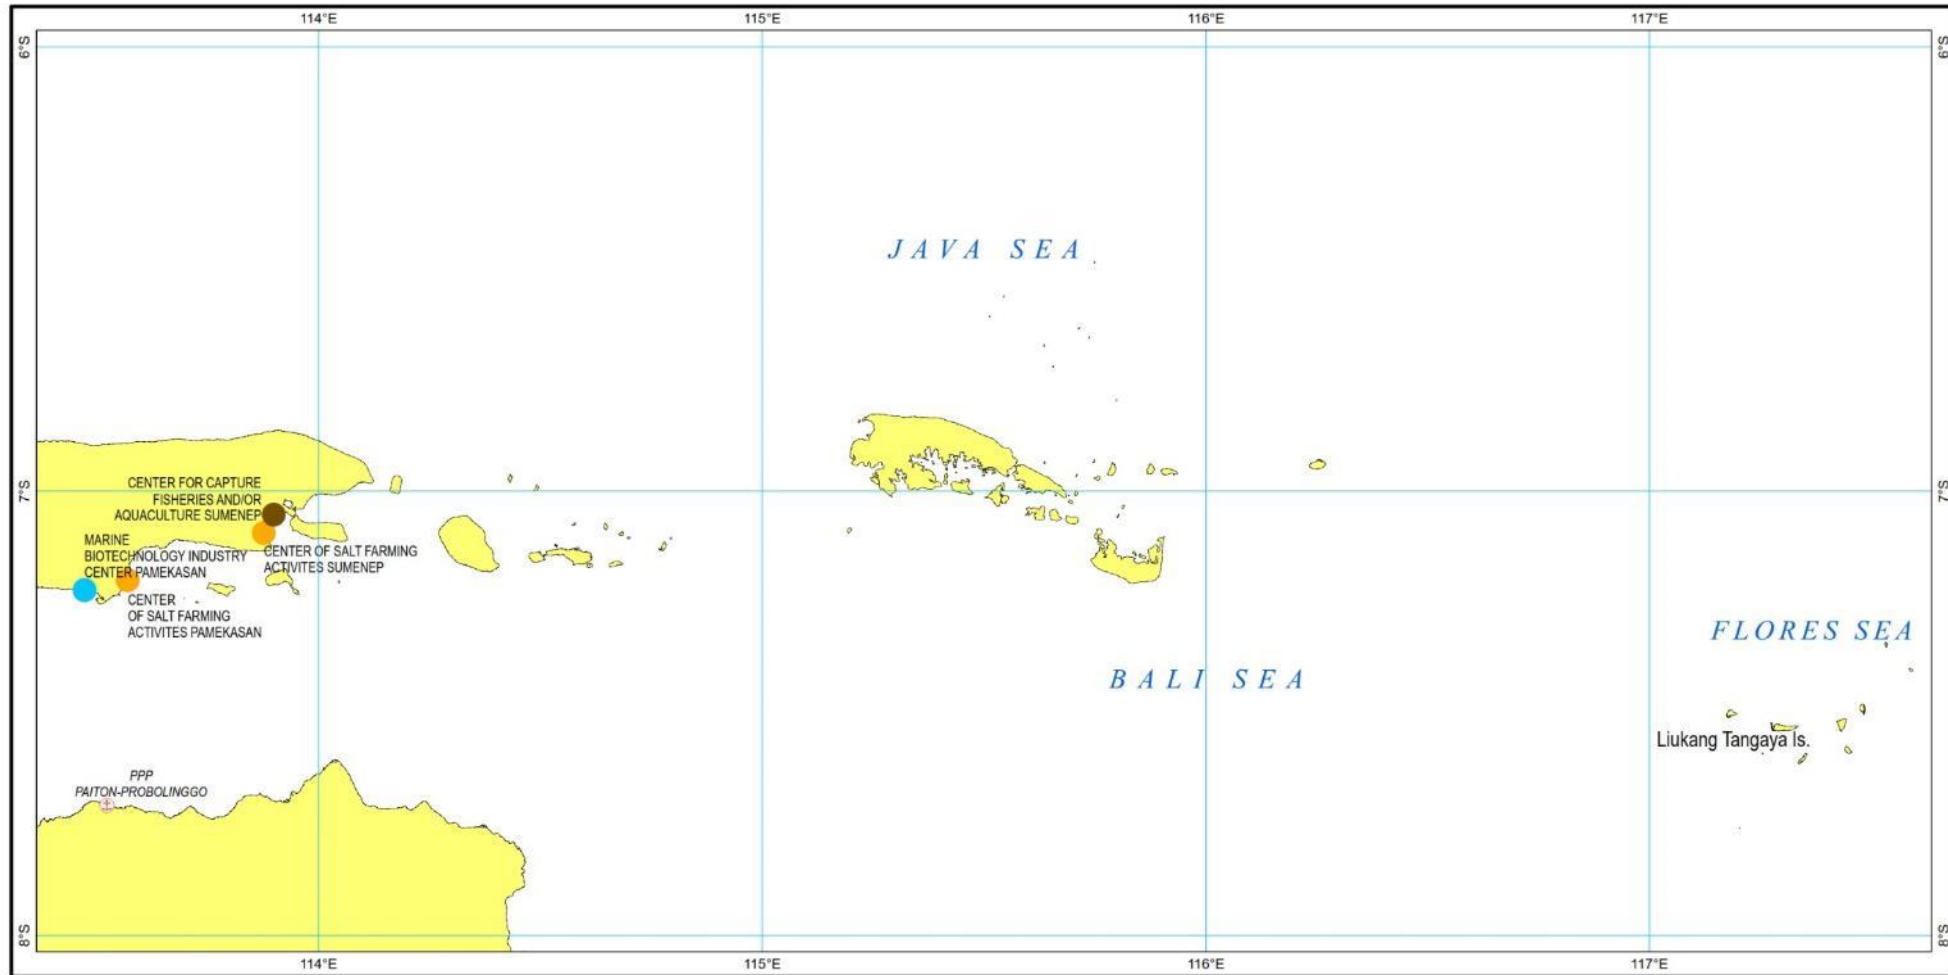 114°E
115°E
116°E
117°E
6°S
6°S
JAVA SEA
CENTER FOR CAPTURE
FISHERIES AND/OR
AQUACULTURE SUMENEP
7°S
7°S
MARINE
BIOTECHNOLOGY INDUSTRY
CENTER PAMEKASAN
CENTER OF SALT FARMING
ACTIVITES SUMENEP
CENTER
OF SALT FARMING
ACTIVITES PAMEKASAN
FLORES SEA
BALI SEA
Liukang Tangaya Is.
PPP
PAITON-PROBOLINGGO
8°S
8°S
114°E
115°E
116°E
117°E